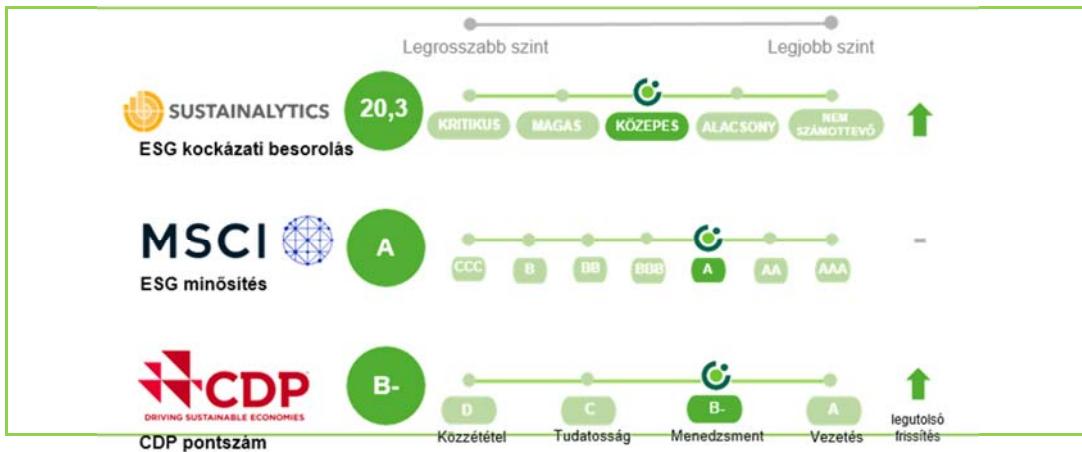 Legrosszabb szint
Legjobb szint
SUSTAINALYTICS
ESG kockázati besorolás
20,3
KRITIKUS
MAGAS
KÖZEPES
ALACSONY
NEM
SZÁMOTTEVŐ
MSCI
ESG minősítés
A
CCC
B
BB
BBB
A
AA
AAA
-
CDP
DRIVING SUSTAINABLE ECONOMIES
CDP pontszám
B-
D
C
B-
A
Közzététel
Tudatosság
Menedzsment
Vezetés
legutolsó
frissítés